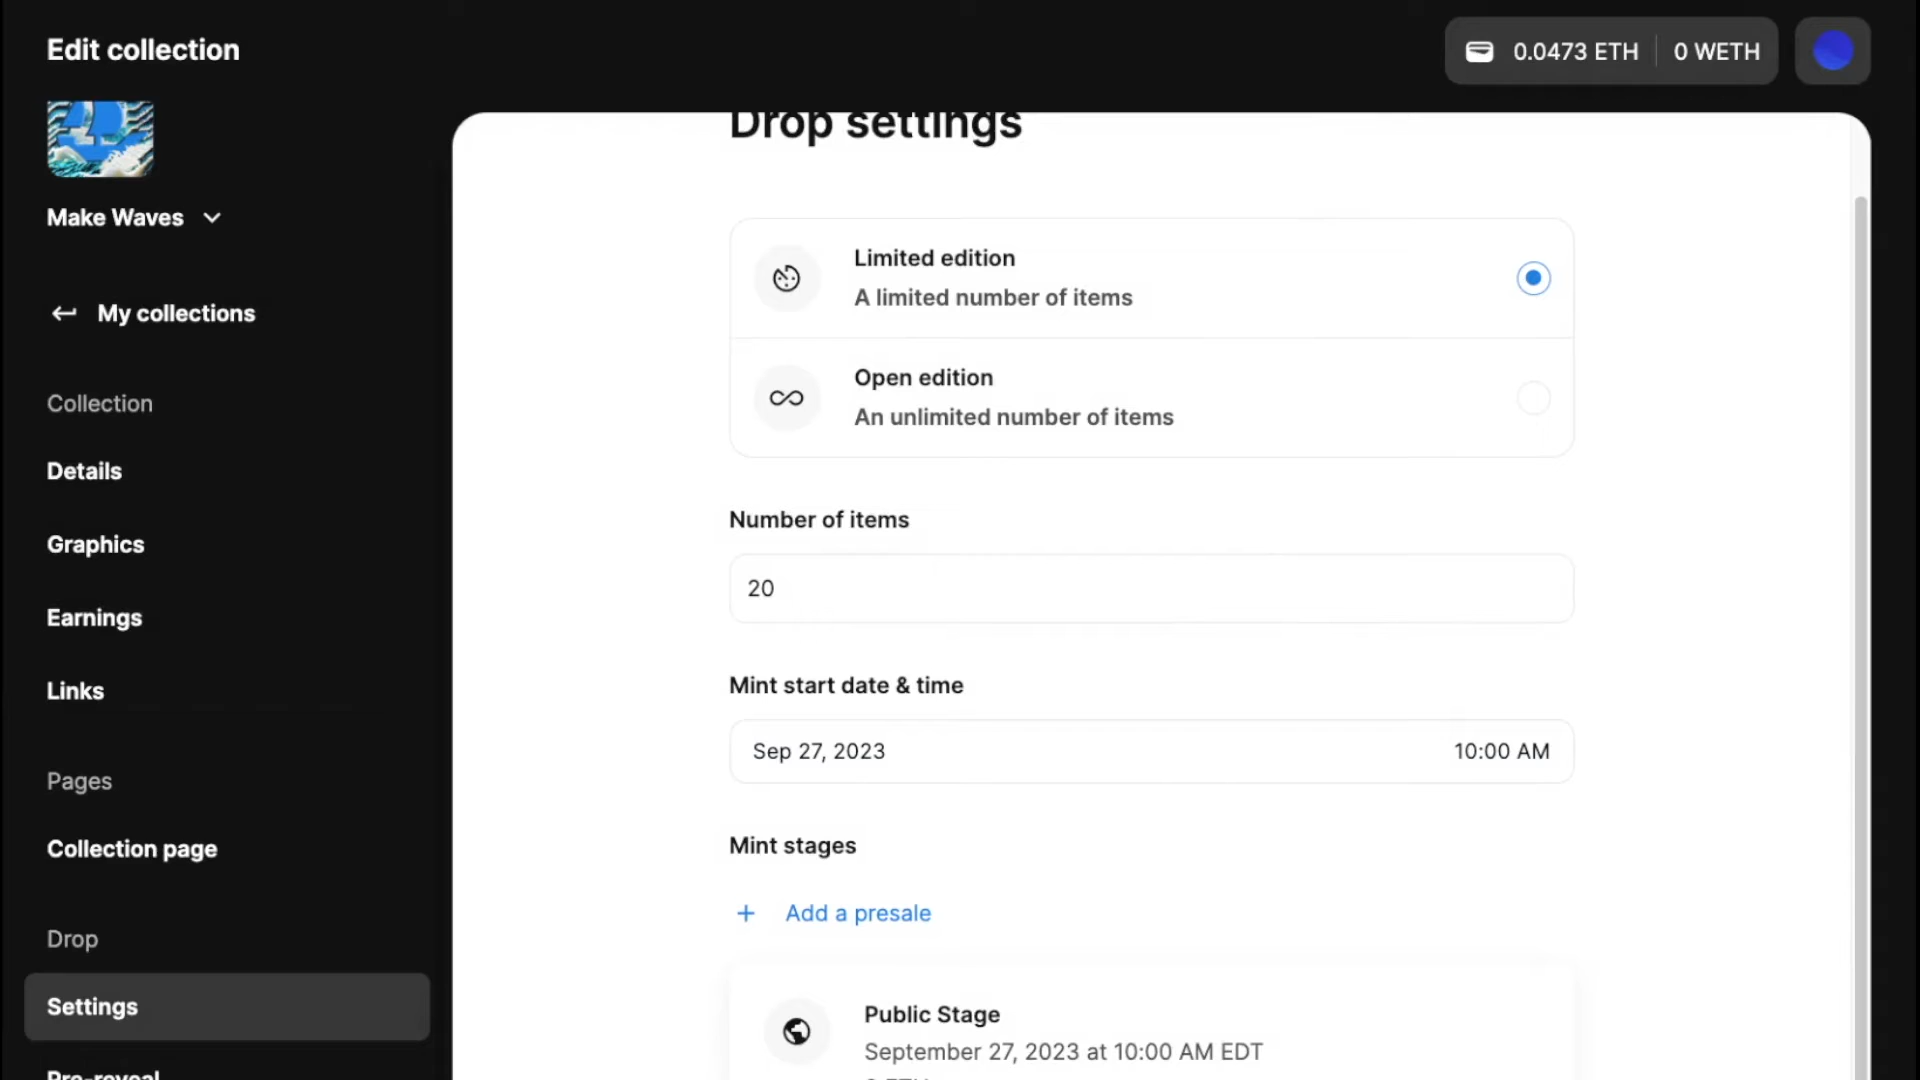 Edit collection
0.0473 ETH
0 WETH
Make Waves
My collections
Collection
Details
Graphics
Earnings
Links
Pages
Collection page
Drop
Settings
Pre-reveal
Drop settings
Limited edition
A limited number of items
Open edition
An unlimited number of items
Number of items
20
Mint start date & time
Sep 27, 2023
10:00 AM
Mint stages
Add a presale
Public Stage
September 27, 2023 at 10:00 AM EDT